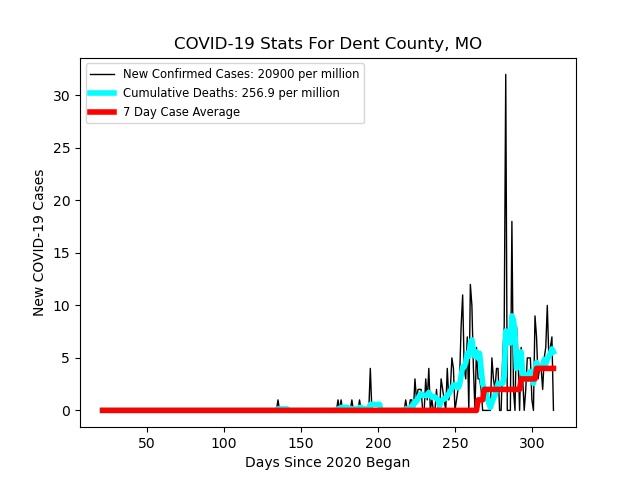 COVID-19 Stats For Dent County, MO
New Confirmed Cases: 20900 per million
Cumulative Deaths: 256.9 per million
7 Day Case Average
New COVID-19 Cases
30
25
20
15
10
5
0
50 100 150 200 250 300
Days Since 2020 Began